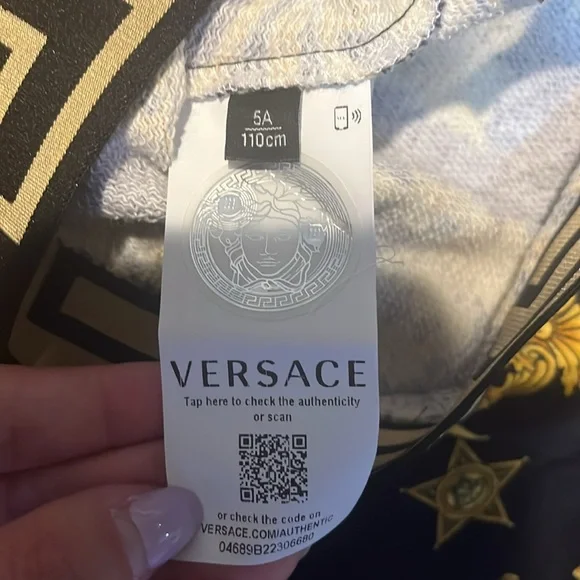 5A
110cm
VERSACE
Tap here to check the authenticity
or scan
or check the code on
VERSACE.COM/AUTHENTIC
04689B22306680